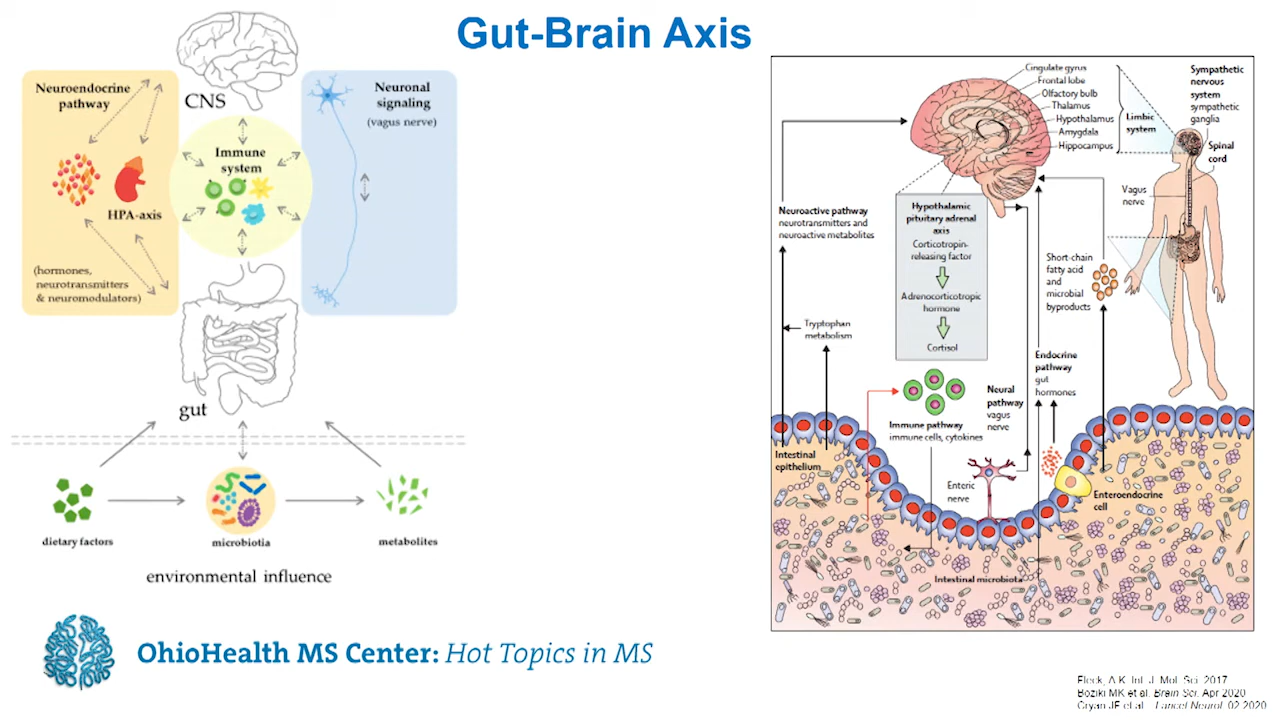 Gut-Brain Axis
Neuroendocrine
pathway
HPA-axis
(hormones,
neurotransmitters
& neuromodulators)
CNS
Immune
system
Neuronal
signaling
(vagus nerve)
gut
dietary factors
microbiotia
metabolites
environmental influence
Cingulate gyrus
Frontal lobe
Olfactory bulb
Thalamus
Hypothalamus
Amygdala
Hippocampus
Limbic
system
Sympathetic
nervous
system
sympathetic
ganglia
Spinal
cord
Vagus
nerve
Neuroactive pathway
neurotransmitters and
neuroactive metabolites
Hypothalamic
pituitary adrenal
axis
Corticotropin-
releasing factor
Adrenocorticotropic
hormone
Cortisol
Short-chain
fatty acid
and
microbial
byproducts
Tryptophan
metabolism
Endocrine
pathway
gut
hormones
Neural
pathway
vagus
nerve
Immune pathway
immune cells, cytokines
Intestinal
epithelium
Enteric
nerve
Enteroendocrine
cell
Intestinal microbiota
OhioHealth MS Center: Hot Topics in MS
Fleck, A.K. Int. J. Mol. Sci. 2017
Boziki MK et al. Brain Sci. Apr 2020
Cryan JF et al. Lancet Neurol. 02 2020